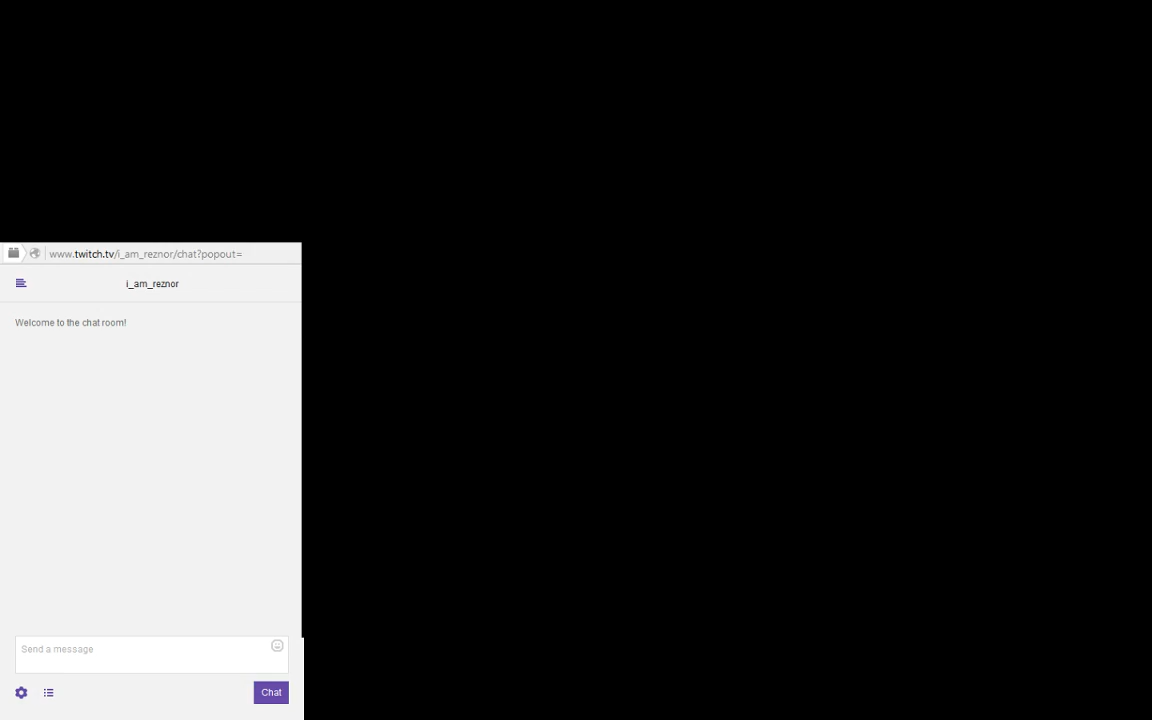 www.twitch.tv/i_am_reznor/chat?popout=
i_am_reznor
Welcome to the chat room!
Send a message
Chat